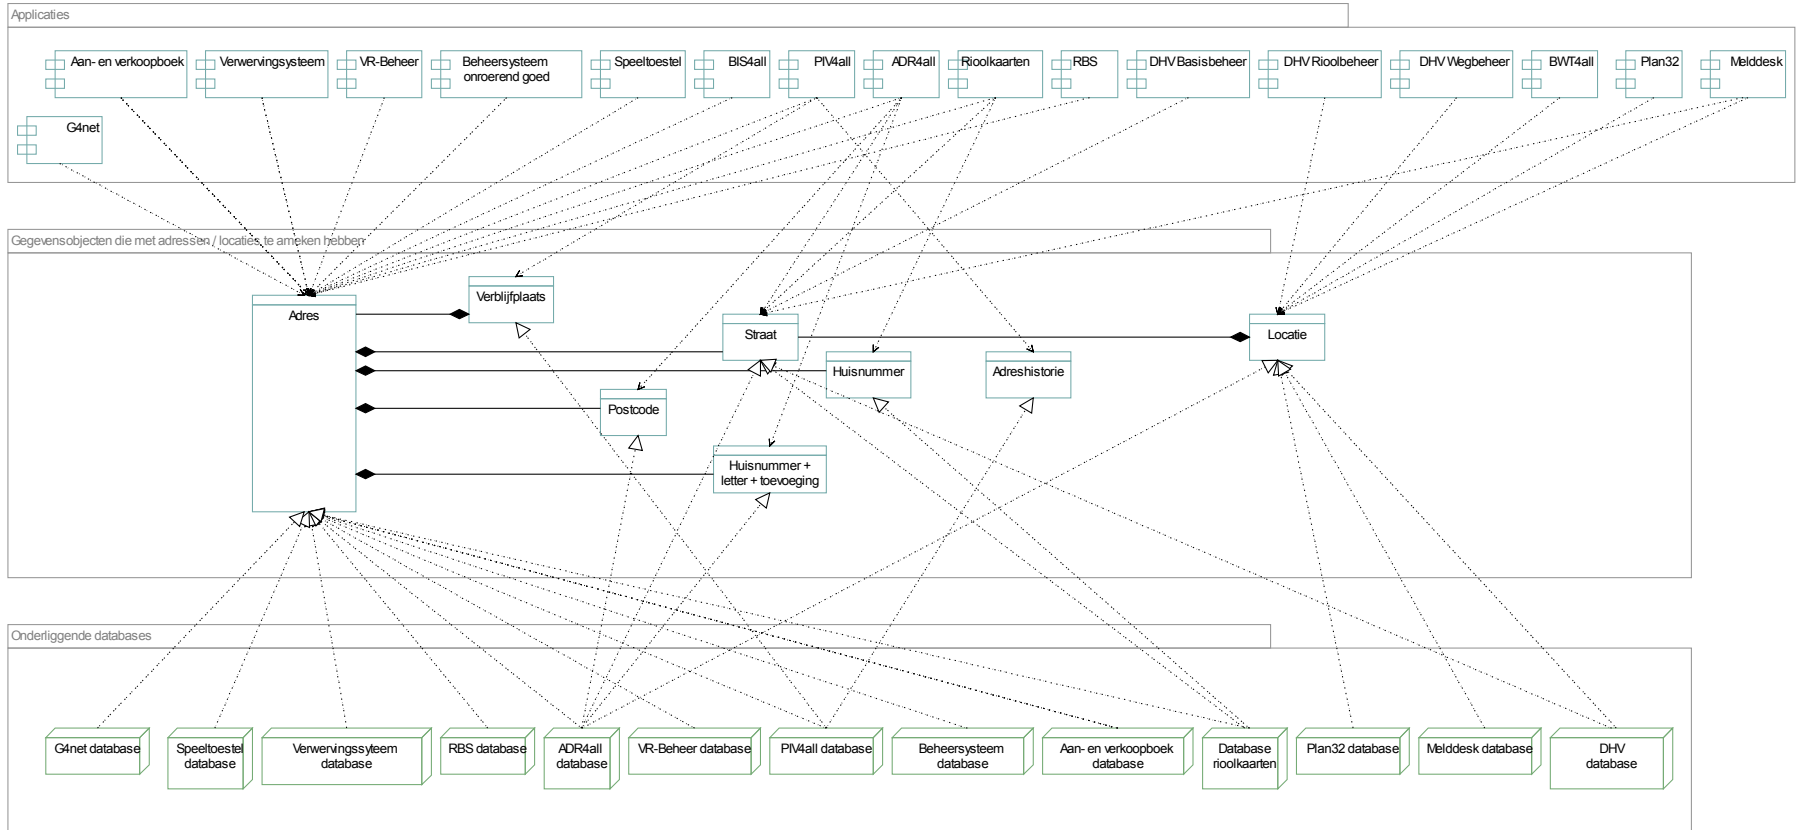 Applicaties
Aan- en verkoopboek
Verwervingsyteem
VR-Beheer
Beheersysteem
onroerend goed
Speeltoestel
BIS4all
PIV4all
ADR4all
Rioolkaarten
RBS
DHV Basisbeheer
DHV Rioolbeheer
DHV Wegbeheer
BWT4all
Plan32
Melddesk
G4net
Gegevensobjecten die met adressen / locaties te ameken hebben
Adres
Verblijfplaats
Straat
Locatie
Huisnummer
Adreshistorie
Postcode
Huisnummer +
letter + toevoeging
Onderliggende databases
G4net database
Speeltoestel
database
Verwervingssyteem
database
RBS database
ADR4all
database
VR-Beheer database
PIV4all database
Beheersysteem
database
Aan- en verkoopboek
database
Database
rioolkaarten
Plan32 database
Melddesk database
DHV
database